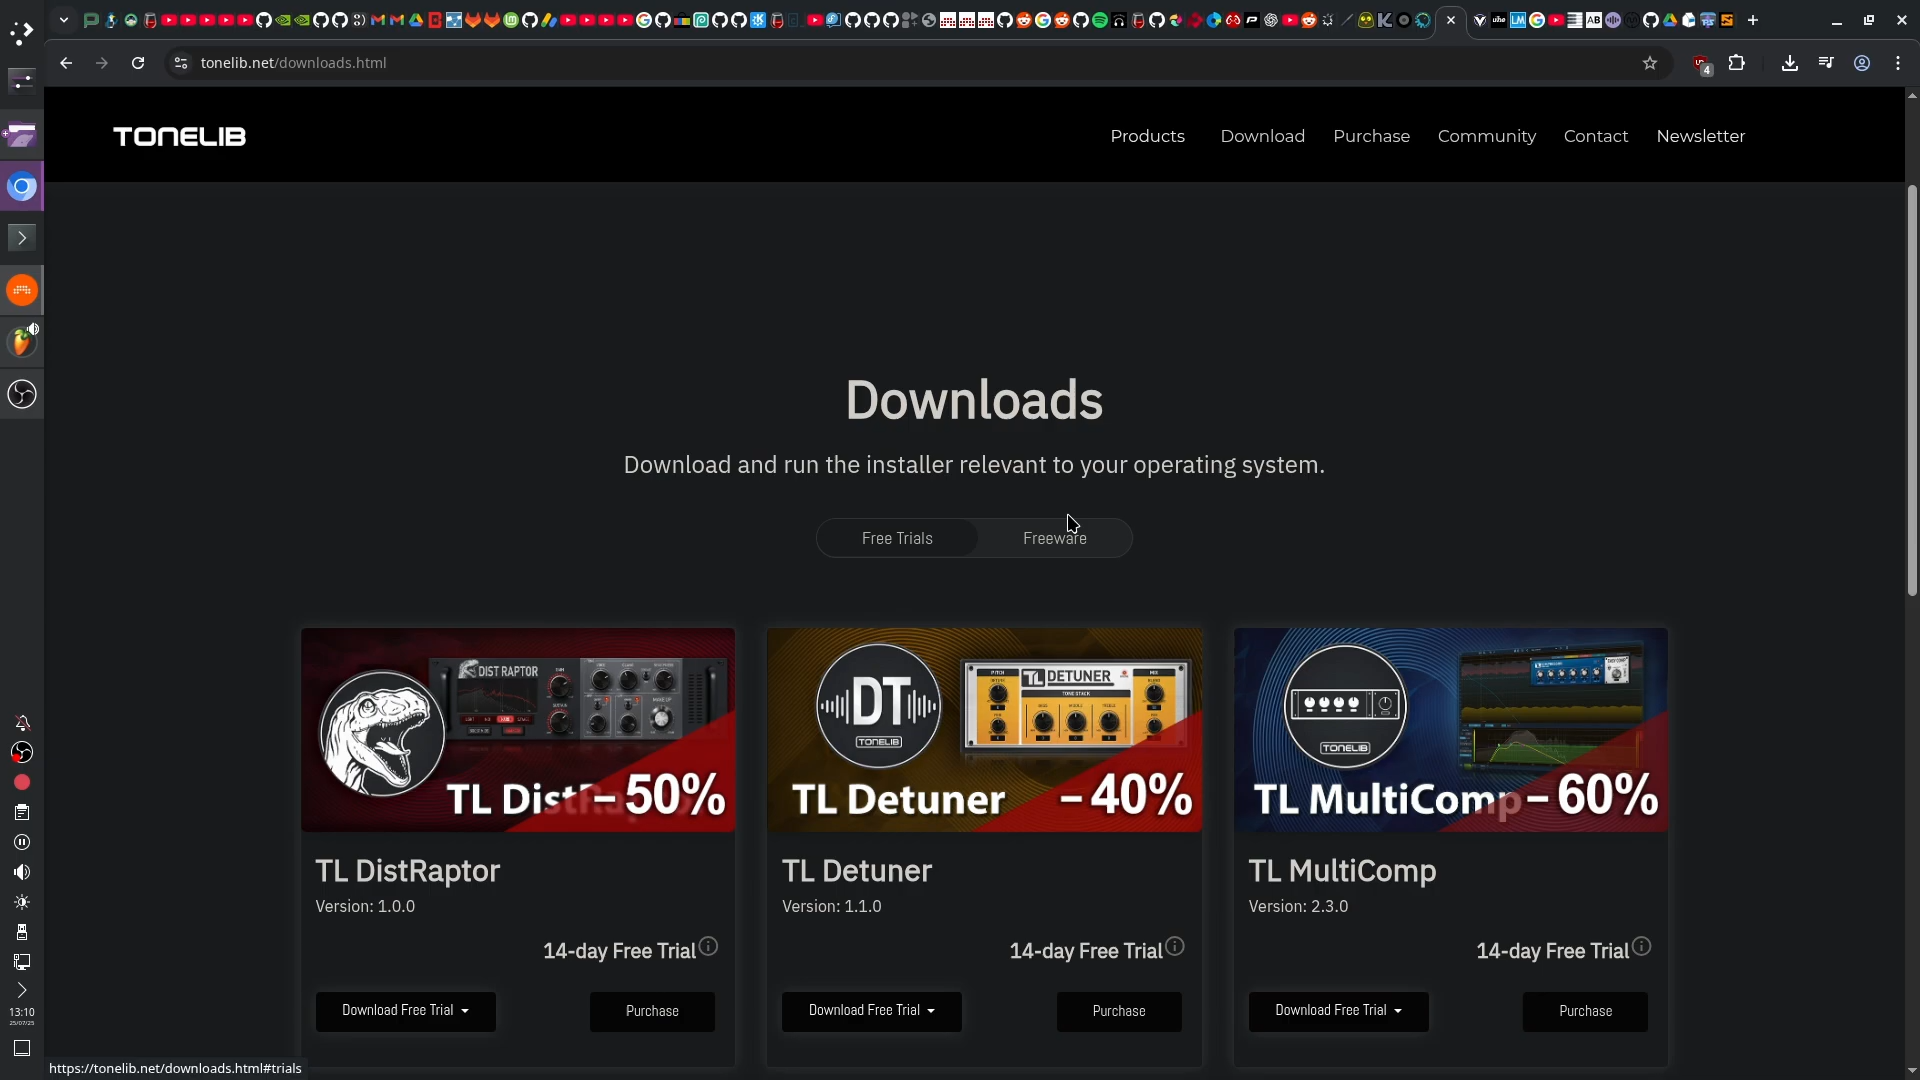 tonelib.net/downloads.html
4
TONELIB
Products Download Purchase Community Contact Newsletter
Downloads
Download and run the installer relevant to your operating system.
Free Trials Freeware
DIST RAPTOR
– 50%
DT
TONELIB
TL DETUNER
TL Detuner – 40%
TONELIB
TL MultiComp – 60%
TL DistRaptor
Version: 1.0.0
14-day Free Trial
Download Free Trial Purchase
TL Detuner
Version: 1.1.0
14-day Free Trial
Download Free Trial Purchase
TL MultiComp
Version: 2.3.0
14-day Free Trial
Download Free Trial Purchase
13:10
25/07/25
https://tonelib.net/downloads.html#trials